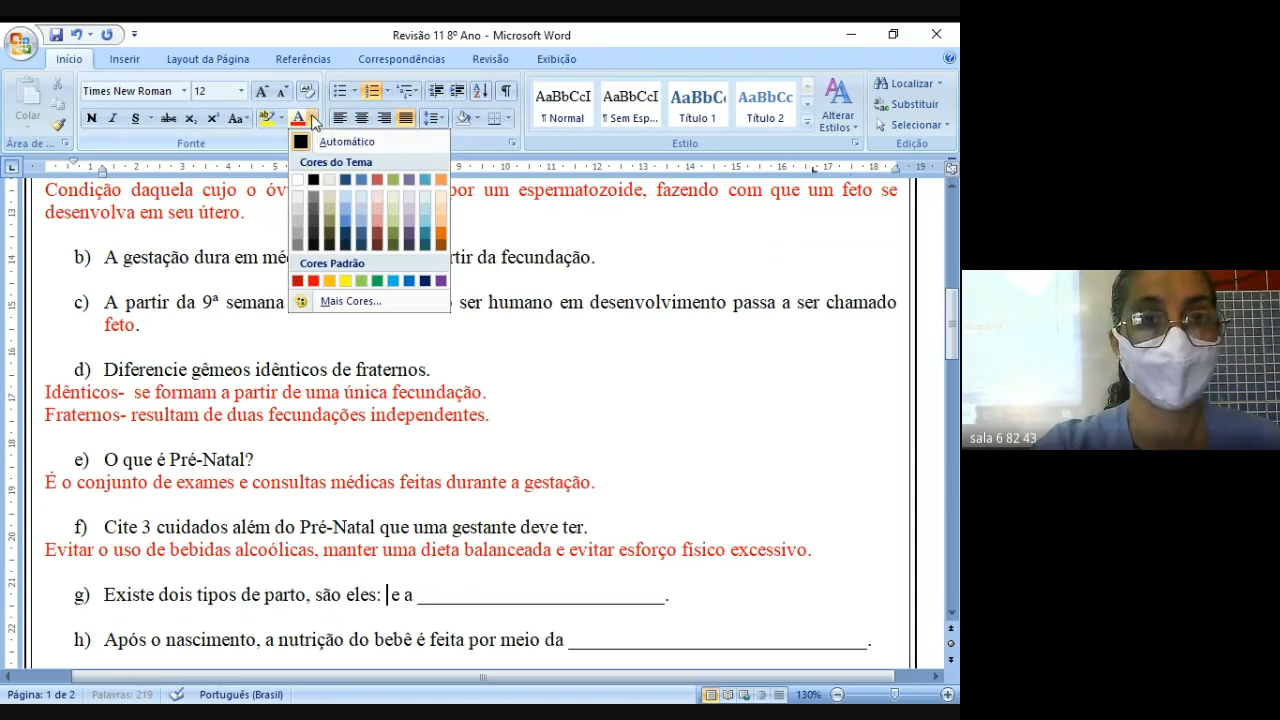 Revisão 11 8º Ano - Microsoft Word
Início Inserir Layout da Página Referências Correspondências Revisão Exibição
Times New Roman 12
Colar
N I S abc X₂ X² Aa
AaBbCcI AaBbCcI AaBbC AaBbCc
¶ Normal ¶ Sem Esp... Título 1 Título 2
Alterar Estilos
Localizar
Substituir
Selecionar
Área de ... Fonte Estilo Edição
Automático
Cores do Tema
Cores Padrão
Mais Cores...
Condição daquela cujo o óv por um espermatozoide, fazendo com que um feto se
desenvolva em seu útero.
b) A gestação dura em mé rtir da fecundação.
c) A partir da 9ª semana ser humano em desenvolvimento passa a ser chamado
feto.
d) Diferencie gêmeos idênticos de fraternos.
Idênticos- se formam a partir de uma única fecundação.
Fraternos- resultam de duas fecundações independentes.
e) O que é Pré-Natal?
É o conjunto de exames e consultas médicas feitas durante a gestação.
f) Cite 3 cuidados além do Pré-Natal que uma gestante deve ter.
Evitar o uso de bebidas alcoólicas, manter uma dieta balanceada e evitar esforço físico excessivo.
g) Existe dois tipos de parto, são eles: e a __________________________.
h) Após o nascimento, a nutrição do bebê é feita por meio da ________________________________.
Página: 1 de 2 Palavras: 219 Português (Brasil) 130%
sala 6 82 43